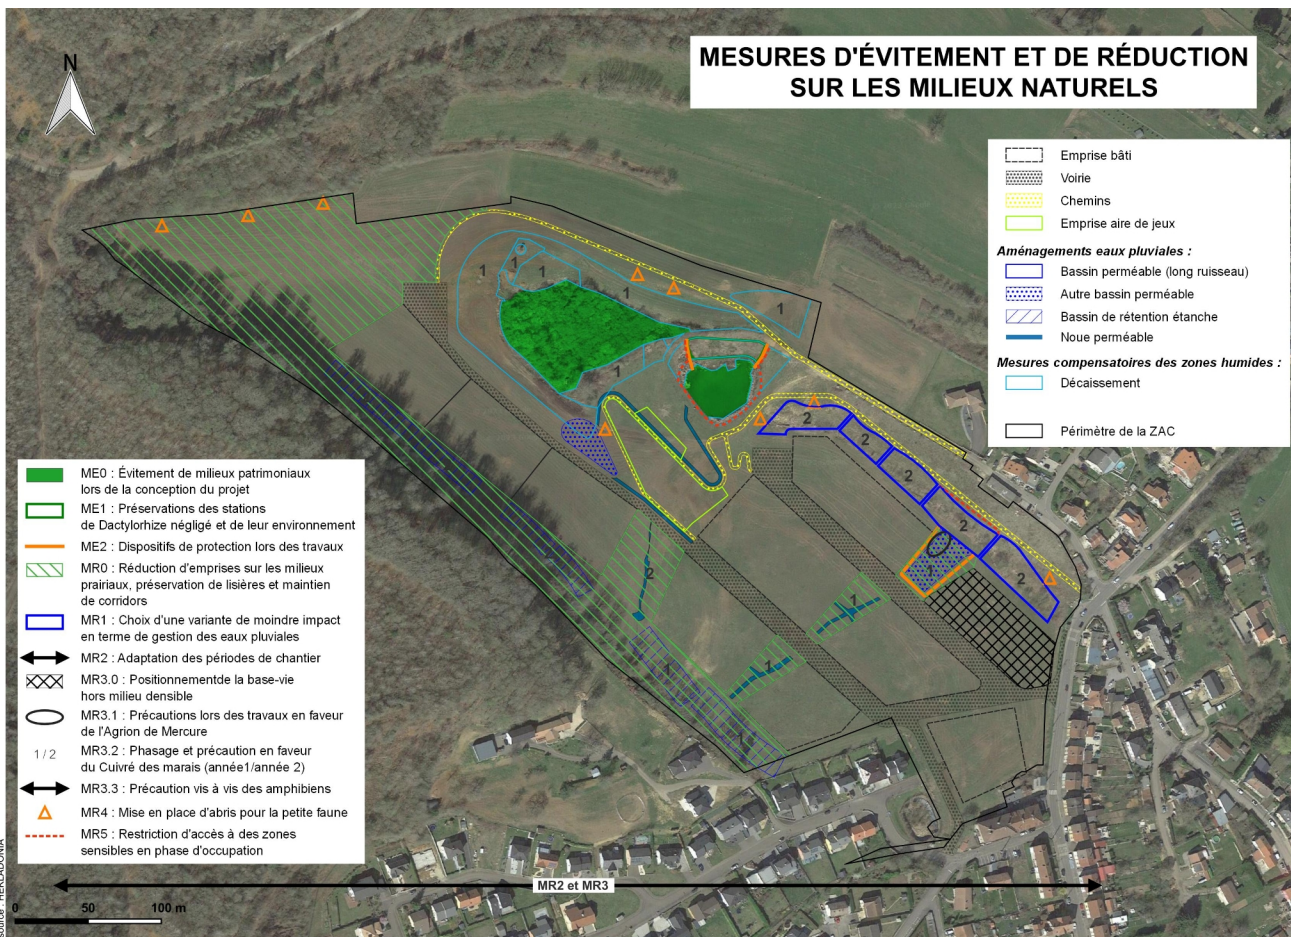 MESURES D'ÉVITEMENT ET DE RÉDUCTION
SUR LES MILIEUX NATURELS
N
Emprise bâti
Voirie
Chemins
Emprise aire de jeux
Aménagements eaux pluviales :
Bassin perméable (long ruisseau)
Autre bassin perméable
Bassin de rétention étanche
Noue perméable
Mesures compensatoires des zones humides :
Décaissement
Périmètre de la ZAC
1
1
1
1
1
1
2
2
2
2
2
1
2
1
1
1
1
1
ME0 : Évitement de milieux patrimoniaux
lors de la conception du projet
ME1 : Préservations des stations
de Dactylorhize négligé et de leur environnement
ME2 : Dispositifs de protection lors des travaux
MR0 : Réduction d'emprises sur les milieux
prairiaux, préservation de lisières et maintien
de corridors
MR1 : Choix d'une variante de moindre impact
en terme de gestion des eaux pluviales
MR2 : Adaptation des périodes de chantier
MR3.0 : Positionnementde la base-vie
hors milieu densible
MR3.1 : Précautions lors des travaux en faveur
de l'Agrion de Mercure
1 / 2
MR3.2 : Phasage et précaution en faveur
du Cuivré des marais (année1/année 2)
MR3.3 : Précaution vis à vis des amphibiens
MR4 : Mise en place d'abris pour la petite faune
MR5 : Restriction d'accès à des zones
sensibles en phase d'occupation
MR2 et MR3
0 50 100 m
source : HEKLADONIA